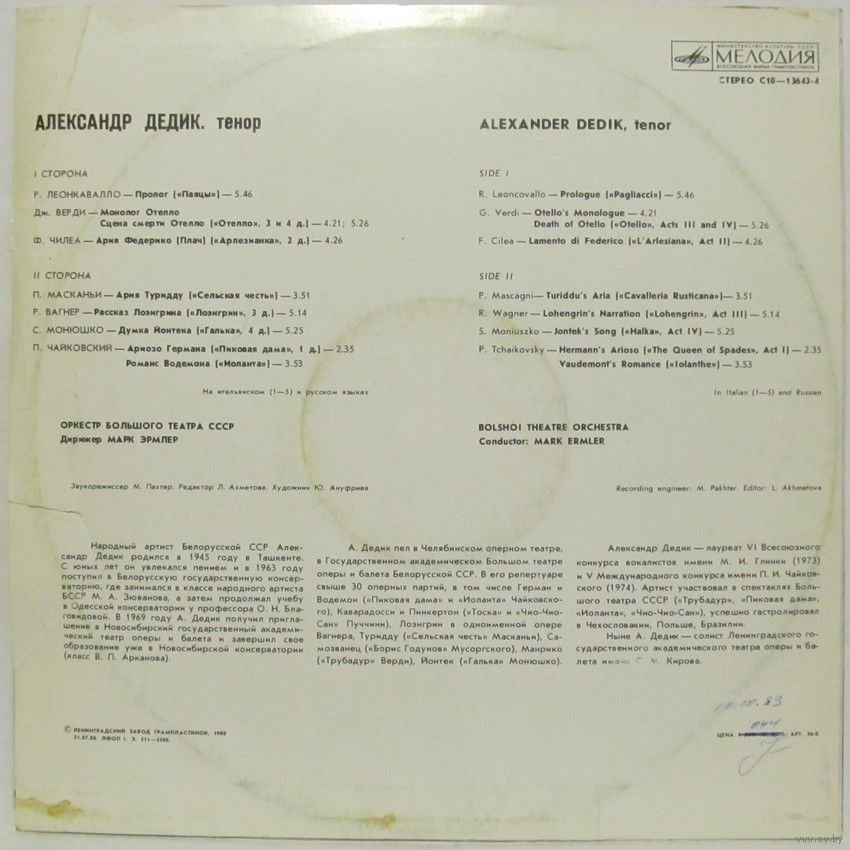 МИНИСТЕРСТВО КУЛЬТУРЫ СССР
МЕЛОДИЯ
ВСЕСОЮЗНАЯ ФИРМА ГРАМПЛАСТИНОК
СТЕРЕО С10—13643-4
АЛЕКСАНДР ДЕДИК. тенор
I СТОРОНА
Р. ЛЕОНКАВАЛЛО — Пролог («Паяцы») — 5.46
Дж. ВЕРДИ — Монолог Отелло
Сцена смерти Отелло («Отелло», 3 и 4 д.) — 4.21; 5.26
Ф. ЧИЛЕА — Ария Федерико (Плач) («Арлезианка», 2 д.) — 4.26
II СТОРОНА
П. МАСКАНЬИ — Ария Туридду («Сельская честь») — 3.51
Р. ВАГНЕР — Рассказ Лоэнгрина («Лоэнгрин», 3 д.) — 5.14
С. МОНЮШКО — Думка Йонтека («Галька», 4 д.) — 5.25
П. ЧАЙКОВСКИЙ — Ариозо Германа («Пиковая дама», 1 д.) — 2.35
Романс Водемона («Иоланта») — 3.53
На итальянском (1—5) и русском языках
ОРКЕСТР БОЛЬШОГО ТЕАТРА СССР
Дирижер МАРК ЭРМЛЕР
Звукорежиссер М. Пахтер. Редактор Л. Ахметова. Художник Ю. Ануфриев
ALEXANDER DEDIK, tenor
SIDE I
R. Leoncovallo — Prologue («Pagliacci») — 5.46
G. Verdi — Otello's Monologue — 4.21
Death of Otello («Otello», Acts III and IV) — 5.26
F. Cilea — Lamento di Federico («L'Arlesiana», Act II) — 4.26
SIDE II
P. Mascagni — Turiddu's Aria («Cavalleria Rusticana») — 3.51
R. Wagner — Lohengrin's Narration («Lohengrin», Act III) — 5.14
S. Moniuszko — Jontek's Song («Halka», Act IV) — 5.25
P. Tchaikovsky — Hermann's Arioso («The Queen of Spades», Act I) — 2.35
Vaudemont's Romance («Iolanthe») — 3.53
In Italian (1—5) and Russian
BOLSHOI THEATRE ORCHESTRA
Conductor: MARK ERMLER
Recording engineer: M. Pakhter. Editor: L. Akhmetova
Народный артист Белорусской ССР Алек-
сандр Дедик родился в 1945 году в Ташкенте.
С юных лет он увлекался пением и в 1963 году
поступил в Белорусскую государственную консер-
ваторию, где занимался в классе народного артиста
БССР М. А. Зюванова, а затем продолжал учебу
в Одесской консерватории у профессора О. Н. Бла-
говидовой. В 1969 году А. Дедик получил пригла-
шение в Новосибирский государственный академи-
ческий театр оперы и балета и завершил свое
образование уже в Новосибирской консерватории
(класс В. П. Арканова).
А. Дедик пел в Челябинском оперном театре,
в Государственном академическом Большом театре
оперы и балета Белорусской ССР. В его репертуаре
свыше 30 оперных партий, в том числе Герман и
Водемон («Пиковая дама» и «Иоланта» Чайковско-
го), Каварадосси и Пинкертон («Тоска» и «Чио-Чио-
Сан» Пуччини), Лоэнгрин в одноименной опере
Вагнера, Туридду («Сельская честь» Масканьи), Са-
мозванец («Борис Годунов» Мусоргского), Манрико
(«Трубадур» Верди), Йонтек («Галька» Монюшко).
Александр Дедик — лауреат VI Всесоюзного
конкурса вокалистов имени М. И. Глинки (1973)
и V Международного конкурса имени П. И. Чайков-
ского (1974). Артист участвовал в спектаклях Боль-
шого театра СССР («Трубадур», «Пиковая дама»,
«Иоланта», «Чио-Чио-Сан»), успешно гастролировал
в Чехословакии, Польше, Бразилии.
Ныне А. Дедик — солист Ленинградского го-
сударственного академического театра оперы и ба-
лета имени С. М. Кирова.
© ЛЕНИНГРАДСКИЙ ЗАВОД ГРАМПЛАСТИНОК, 1980
31.07.80. ЛФОП 1. З. 311—3500.
83
ЦЕНА АРТ. 36-6
www.ay.by